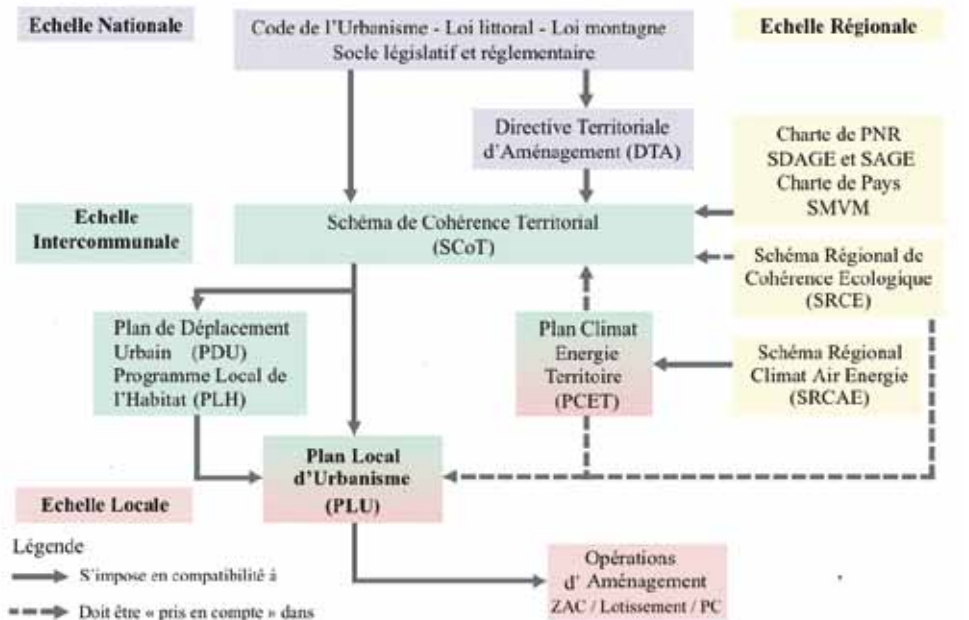 Echelle Nationale
Code de l'Urbanisme - Loi littoral - Loi montagne
Socle législatif et réglementaire
Echelle Régionale
Directive Territoriale
d'Aménagement (DTA)
Charte de PNR
SDAGE et SAGE
Charte de Pays
SMVM
Echelle
Intercommunale
Schéma de Cohérence Territorial
(SCoT)
Schéma Régional de
Cohérence Ecologique
(SRCE)
Plan de Déplacement
Urbain (PDU)
Programme Local de
l'Habitat (PLH)
Plan Climat
Energie
Territoire
(PCET)
Schéma Régional
Climat Air Energie
(SRCAE)
Plan Local
d'Urbanisme
(PLU)
Echelle Locale
Légende
S'impose en compatibilité à
Doit être « pris en compte » dans
Opérations
d' Aménagement
ZAC / Lotissement / PC